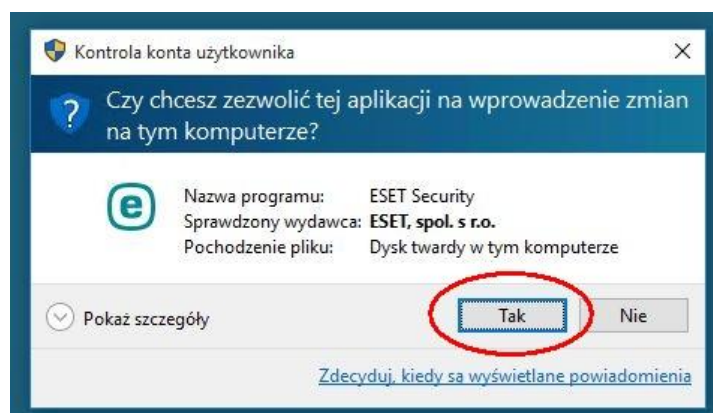 Kontrola konta użytkownika
Czy chcesz zezwolić tej aplikacji na wprowadzenie zmian
na tym komputerze?
Nazwa programu: ESET Security
Sprawdzony wydawca: ESET, spol. s r.o.
Pochodzenie pliku: Dysk twardy w tym komputerze
Pokaż szczegóły Tak Nie
Zdecyduj, kiedy są wyświetlane powiadomienia